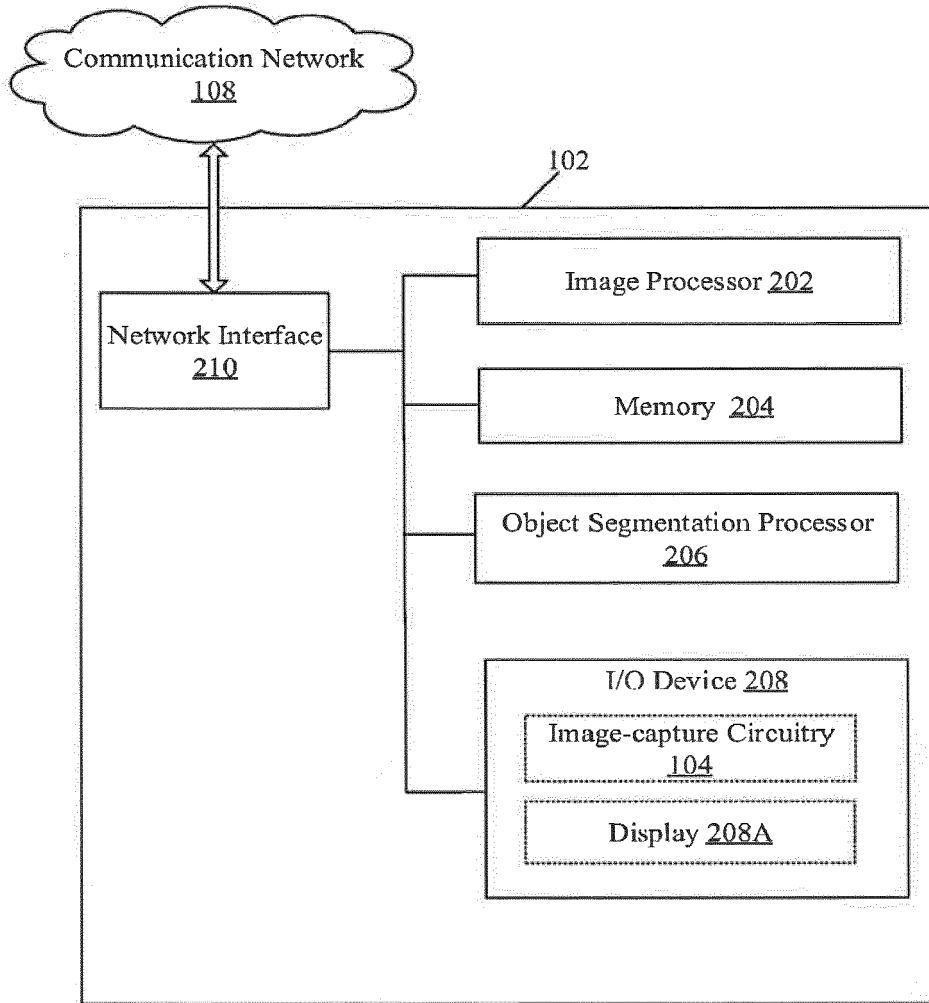 Communication Network
108
102
Image Processor 202
Network Interface
210
Memory 204
Object Segmentation Processor
206
I/O Device 208
Image-capture Circuitry
104
Display 208A